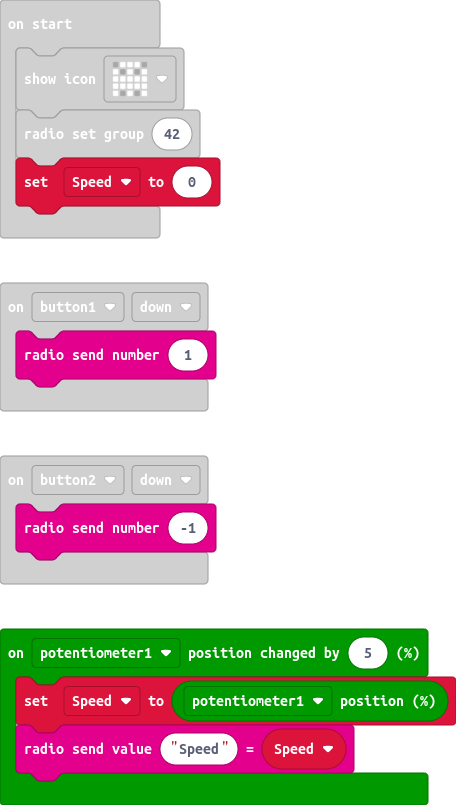 on start
show icon
radio set group 42
set Speed to 0
on button1 down
radio send number 1
on button2 down
radio send number -1
on potentiometer1 position changed by 5 (%)
set Speed to potentiometer1 position (%)
radio send value "Speed" = Speed